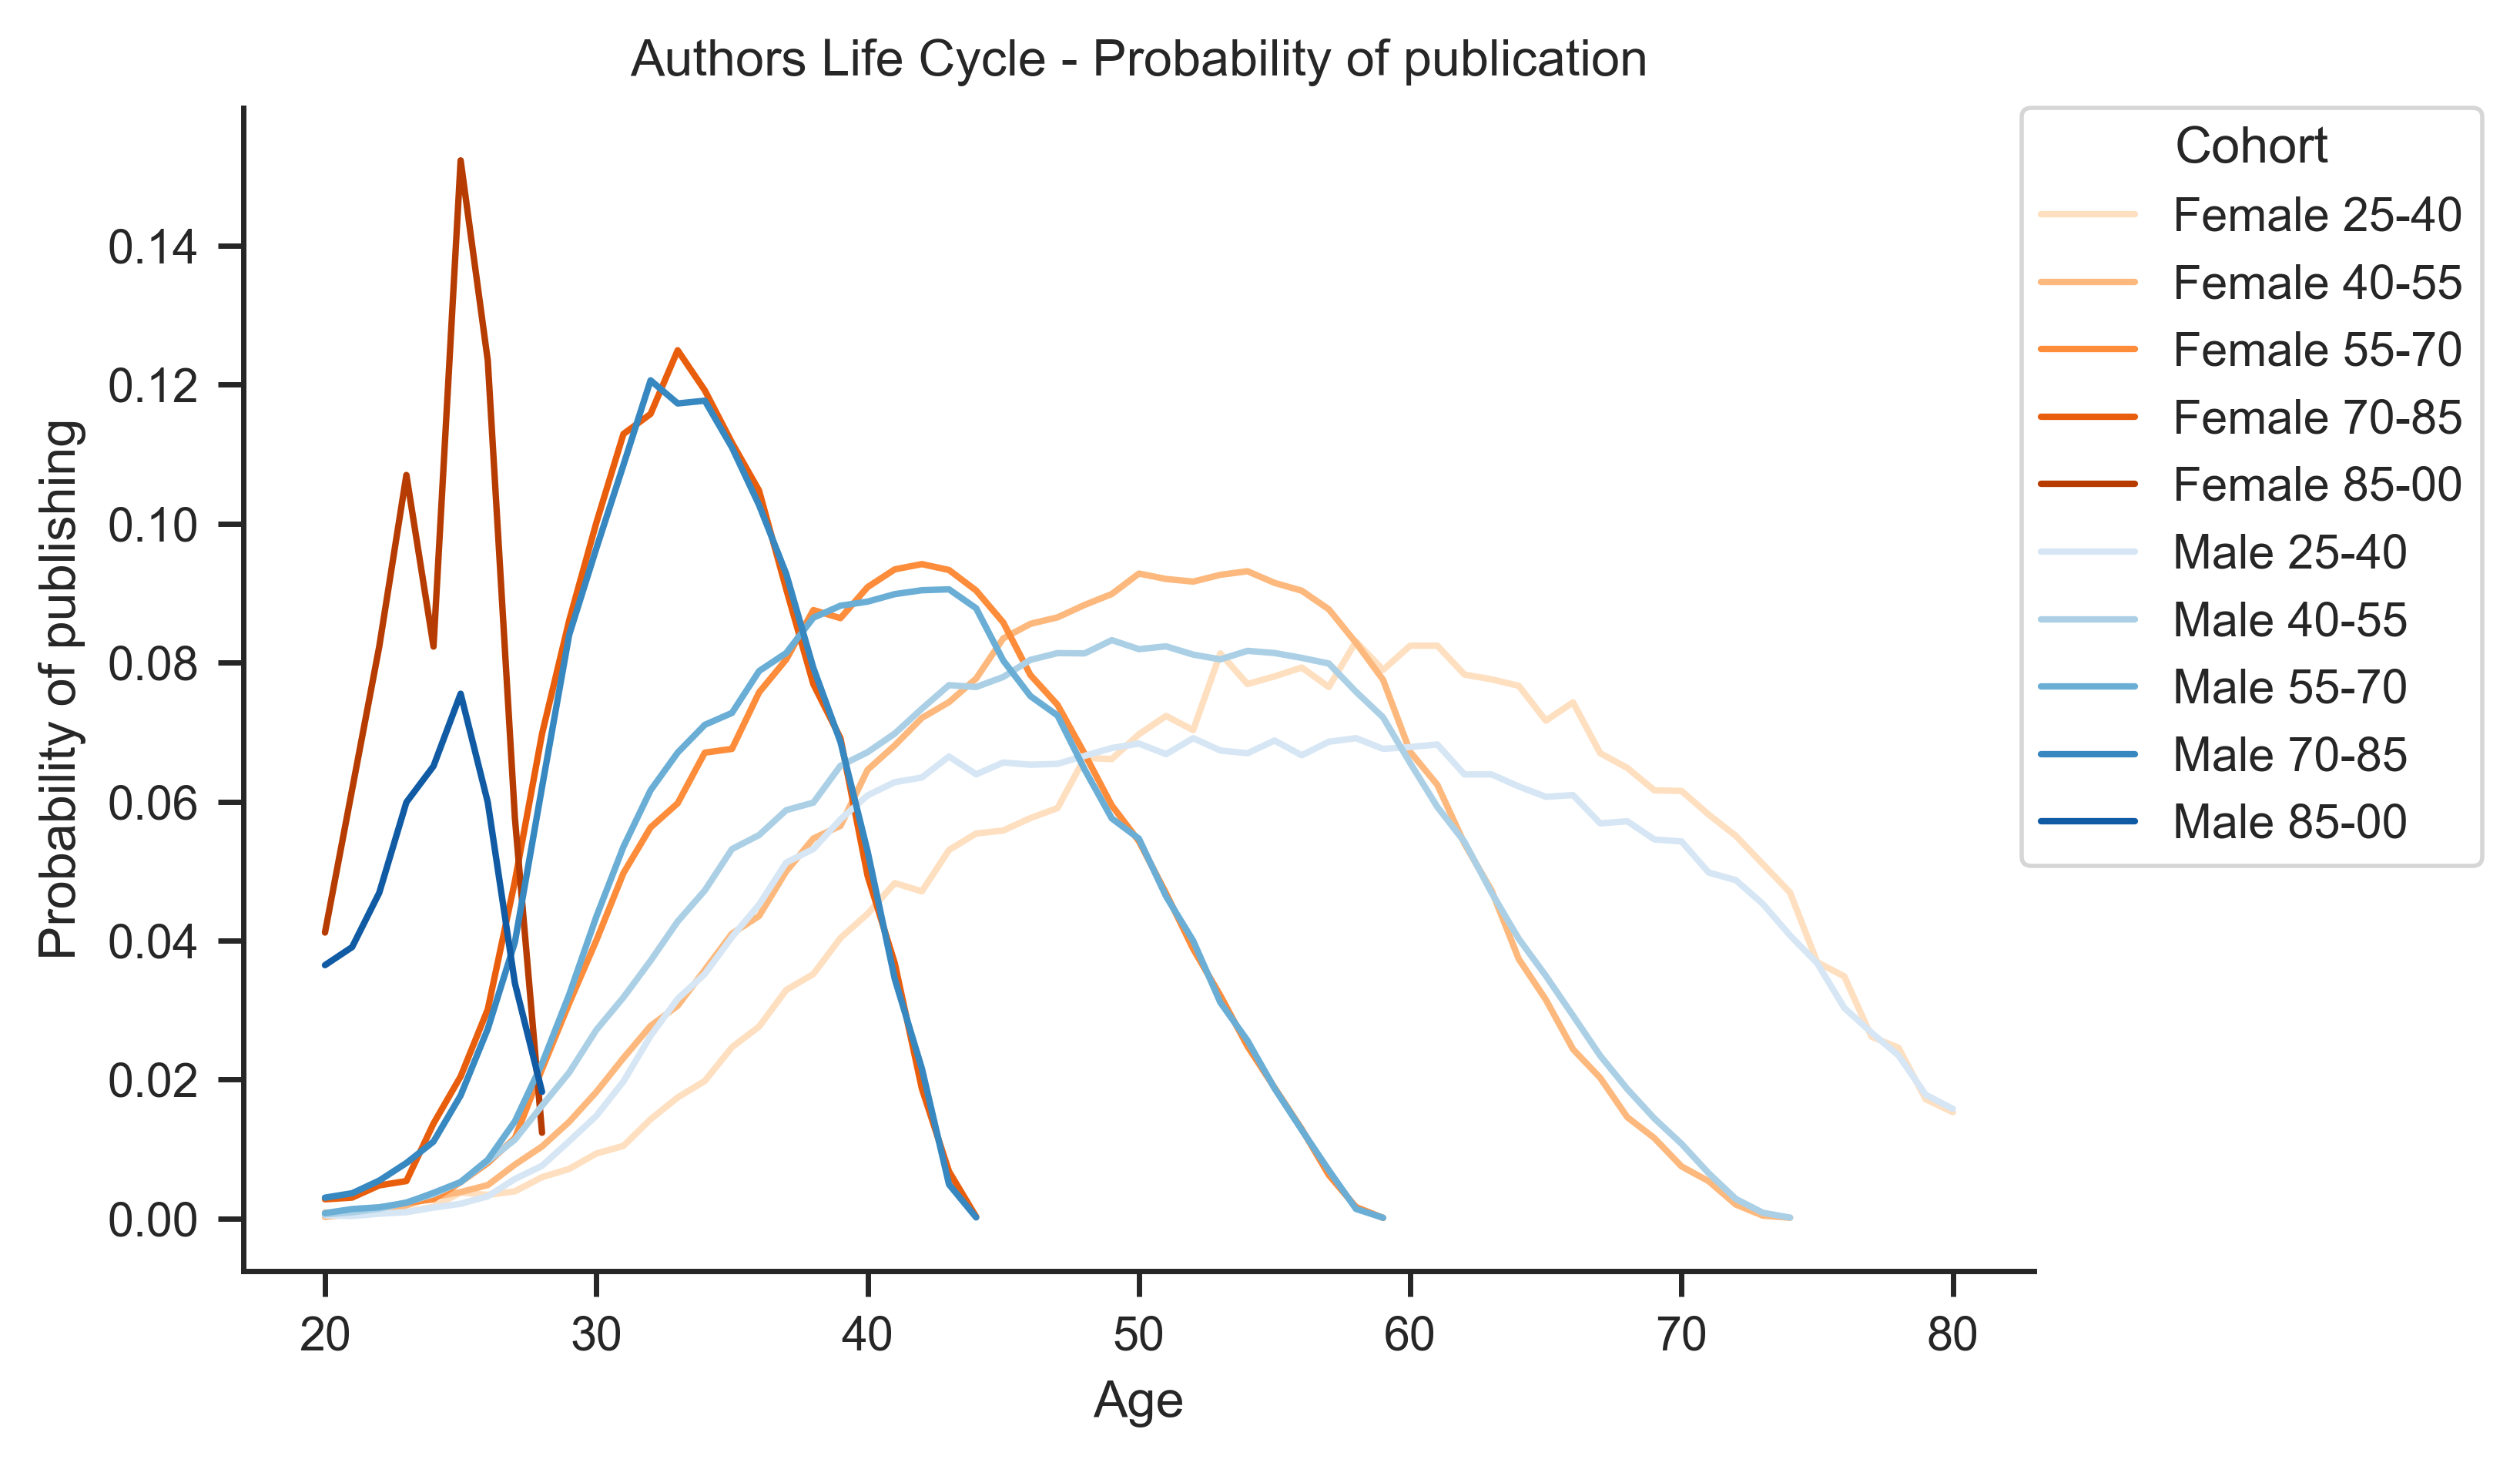 Authors Life Cycle - Probability of publication
Probability of publishing
0.14
0.12
0.10
0.08
0.06
0.04
0.02
0.00
20 30 40 50 60 70 80
Age
Cohort
Female 25-40
Female 40-55
Female 55-70
Female 70-85
Female 85-00
Male 25-40
Male 40-55
Male 55-70
Male 70-85
Male 85-00